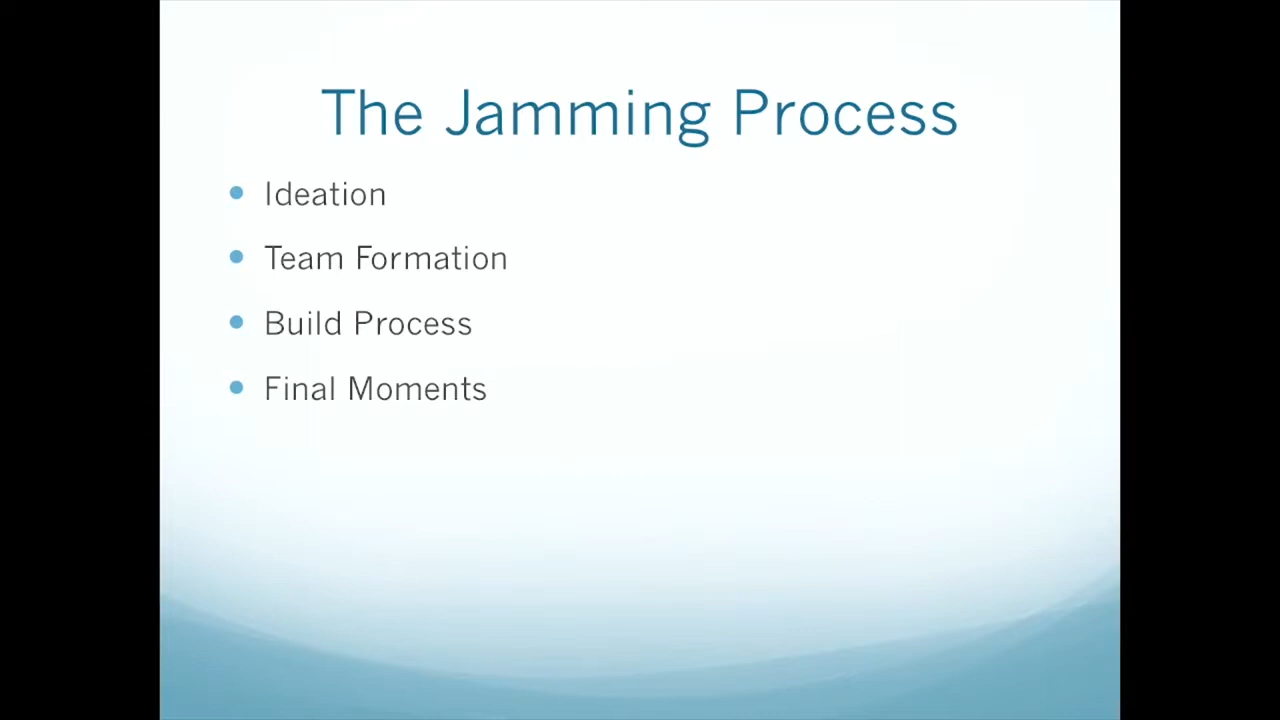 The Jamming Process
Ideation
Team Formation
Build Process
Final Moments